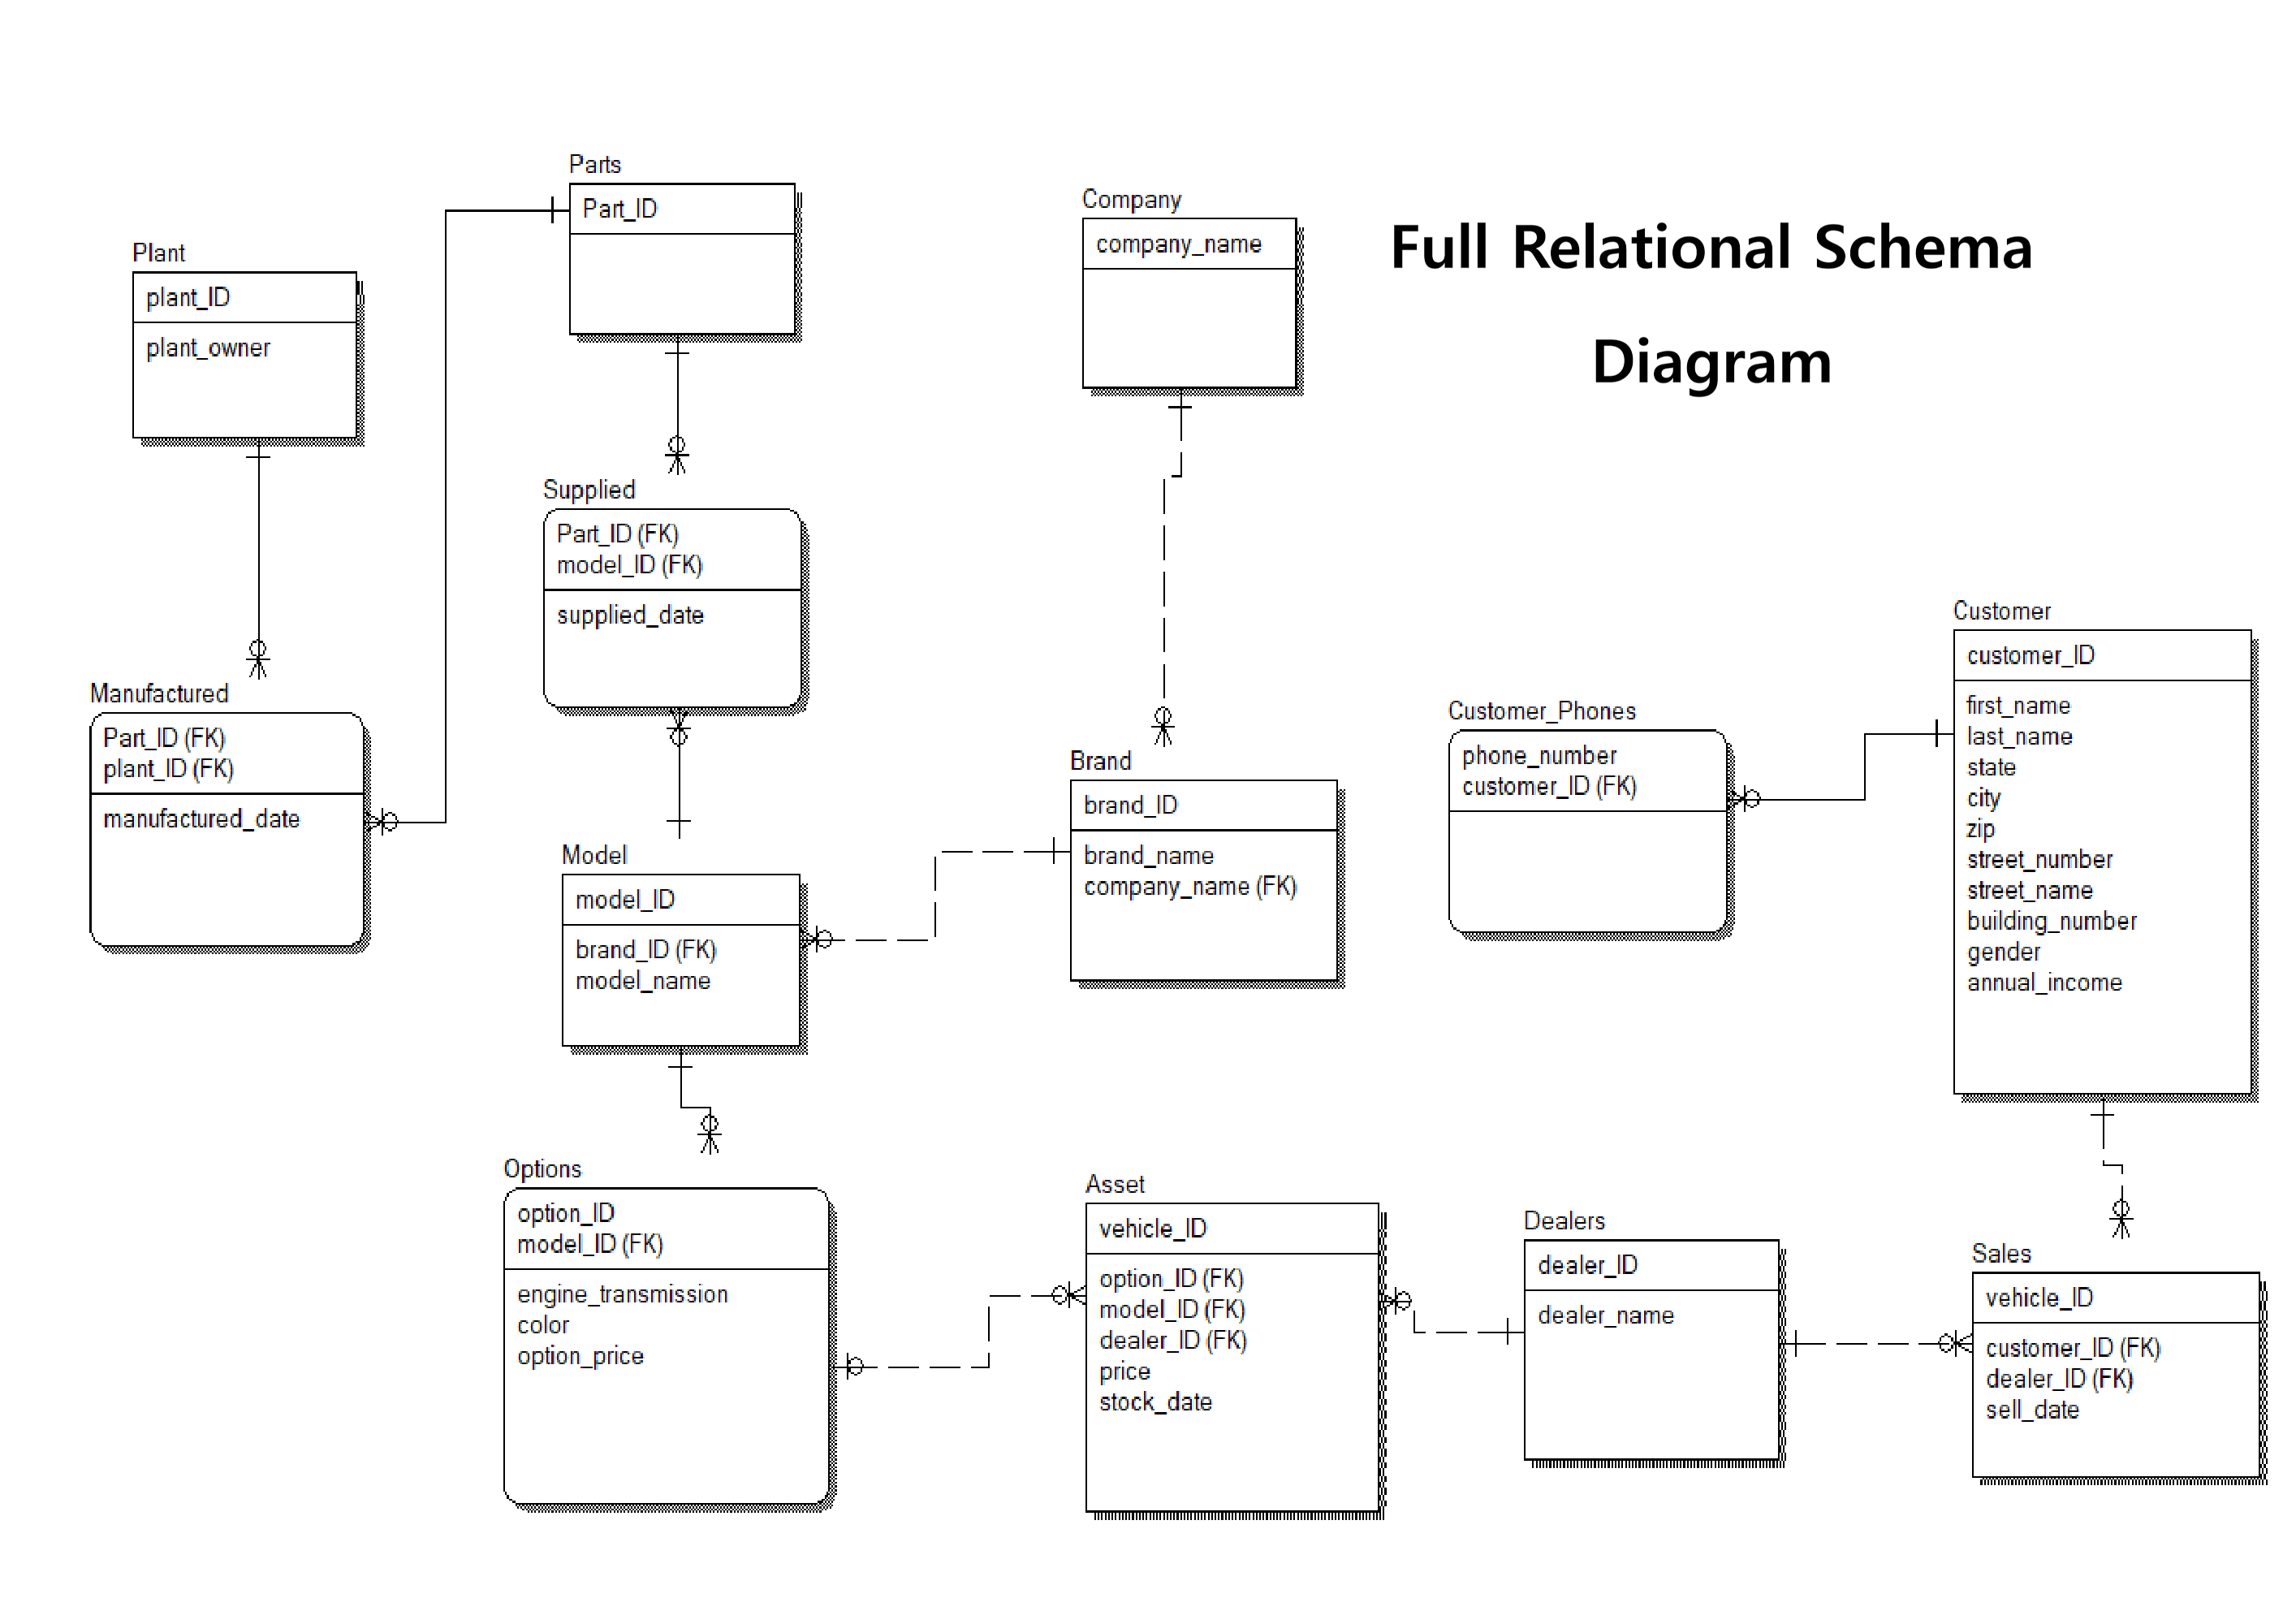 Full Relational Schema
Diagram
Parts
Part_ID
Company
company_name
Plant
plant_ID
plant_owner
Supplied
Part_ID (FK)
model_ID (FK)
supplied_date
Manufactured
Part_ID (FK)
plant_ID (FK)
manufactured_date
Model
model_ID
brand_ID (FK)
model_name
Brand
brand_ID
brand_name
company_name (FK)
Customer_Phones
phone_number
customer_ID (FK)
Customer
customer_ID
first_name
last_name
state
city
zip
street_number
street_name
building_number
gender
annual_income
Options
option_ID
model_ID (FK)
engine_transmission
color
option_price
Asset
vehicle_ID
option_ID (FK)
model_ID (FK)
dealer_ID (FK)
price
stock_date
Dealers
dealer_ID
dealer_name
Sales
vehicle_ID
customer_ID (FK)
dealer_ID (FK)
sell_date